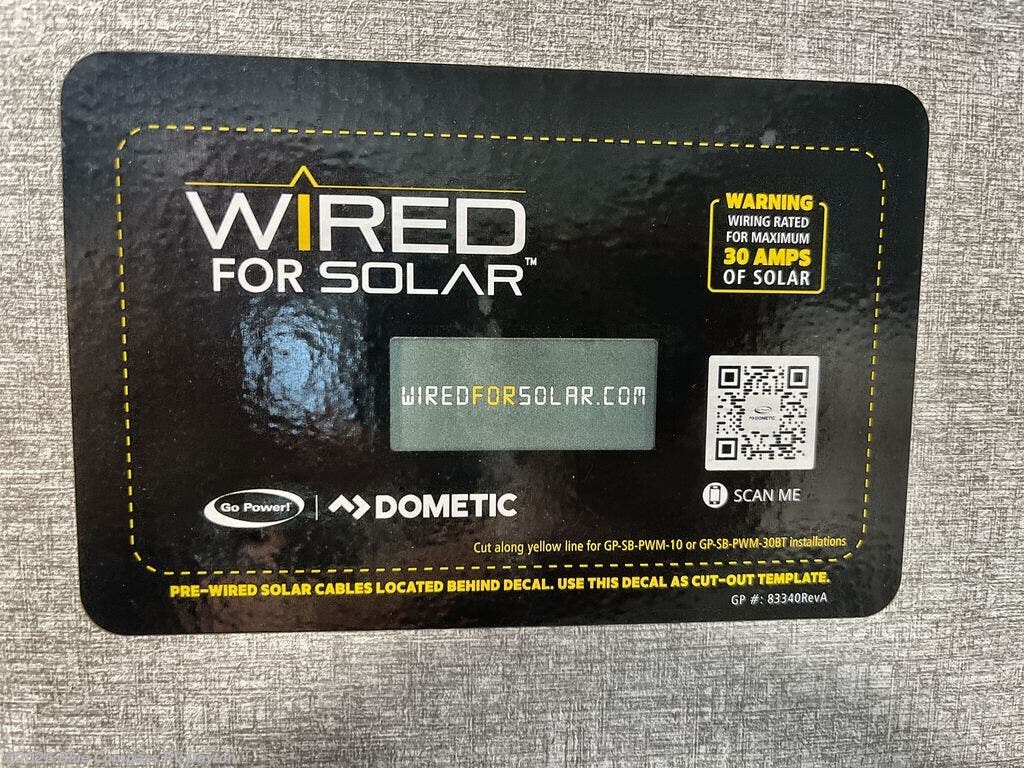 WIRED
FOR SOLAR™
WARNING
WIRING RATED
FOR MAXIMUM
30 AMPS
OF SOLAR
WIREDFORSOLAR.COM
DOMETIC
SCAN ME
Go Power! | DOMETIC
Cut along yellow line for GP-SB-PWM-10 or GP-SB-PWM-30BT installations
PRE-WIRED SOLAR CABLES LOCATED BEHIND DECAL. USE THIS DECAL AS CUT-OUT TEMPLATE.
GP #: 83340RevA